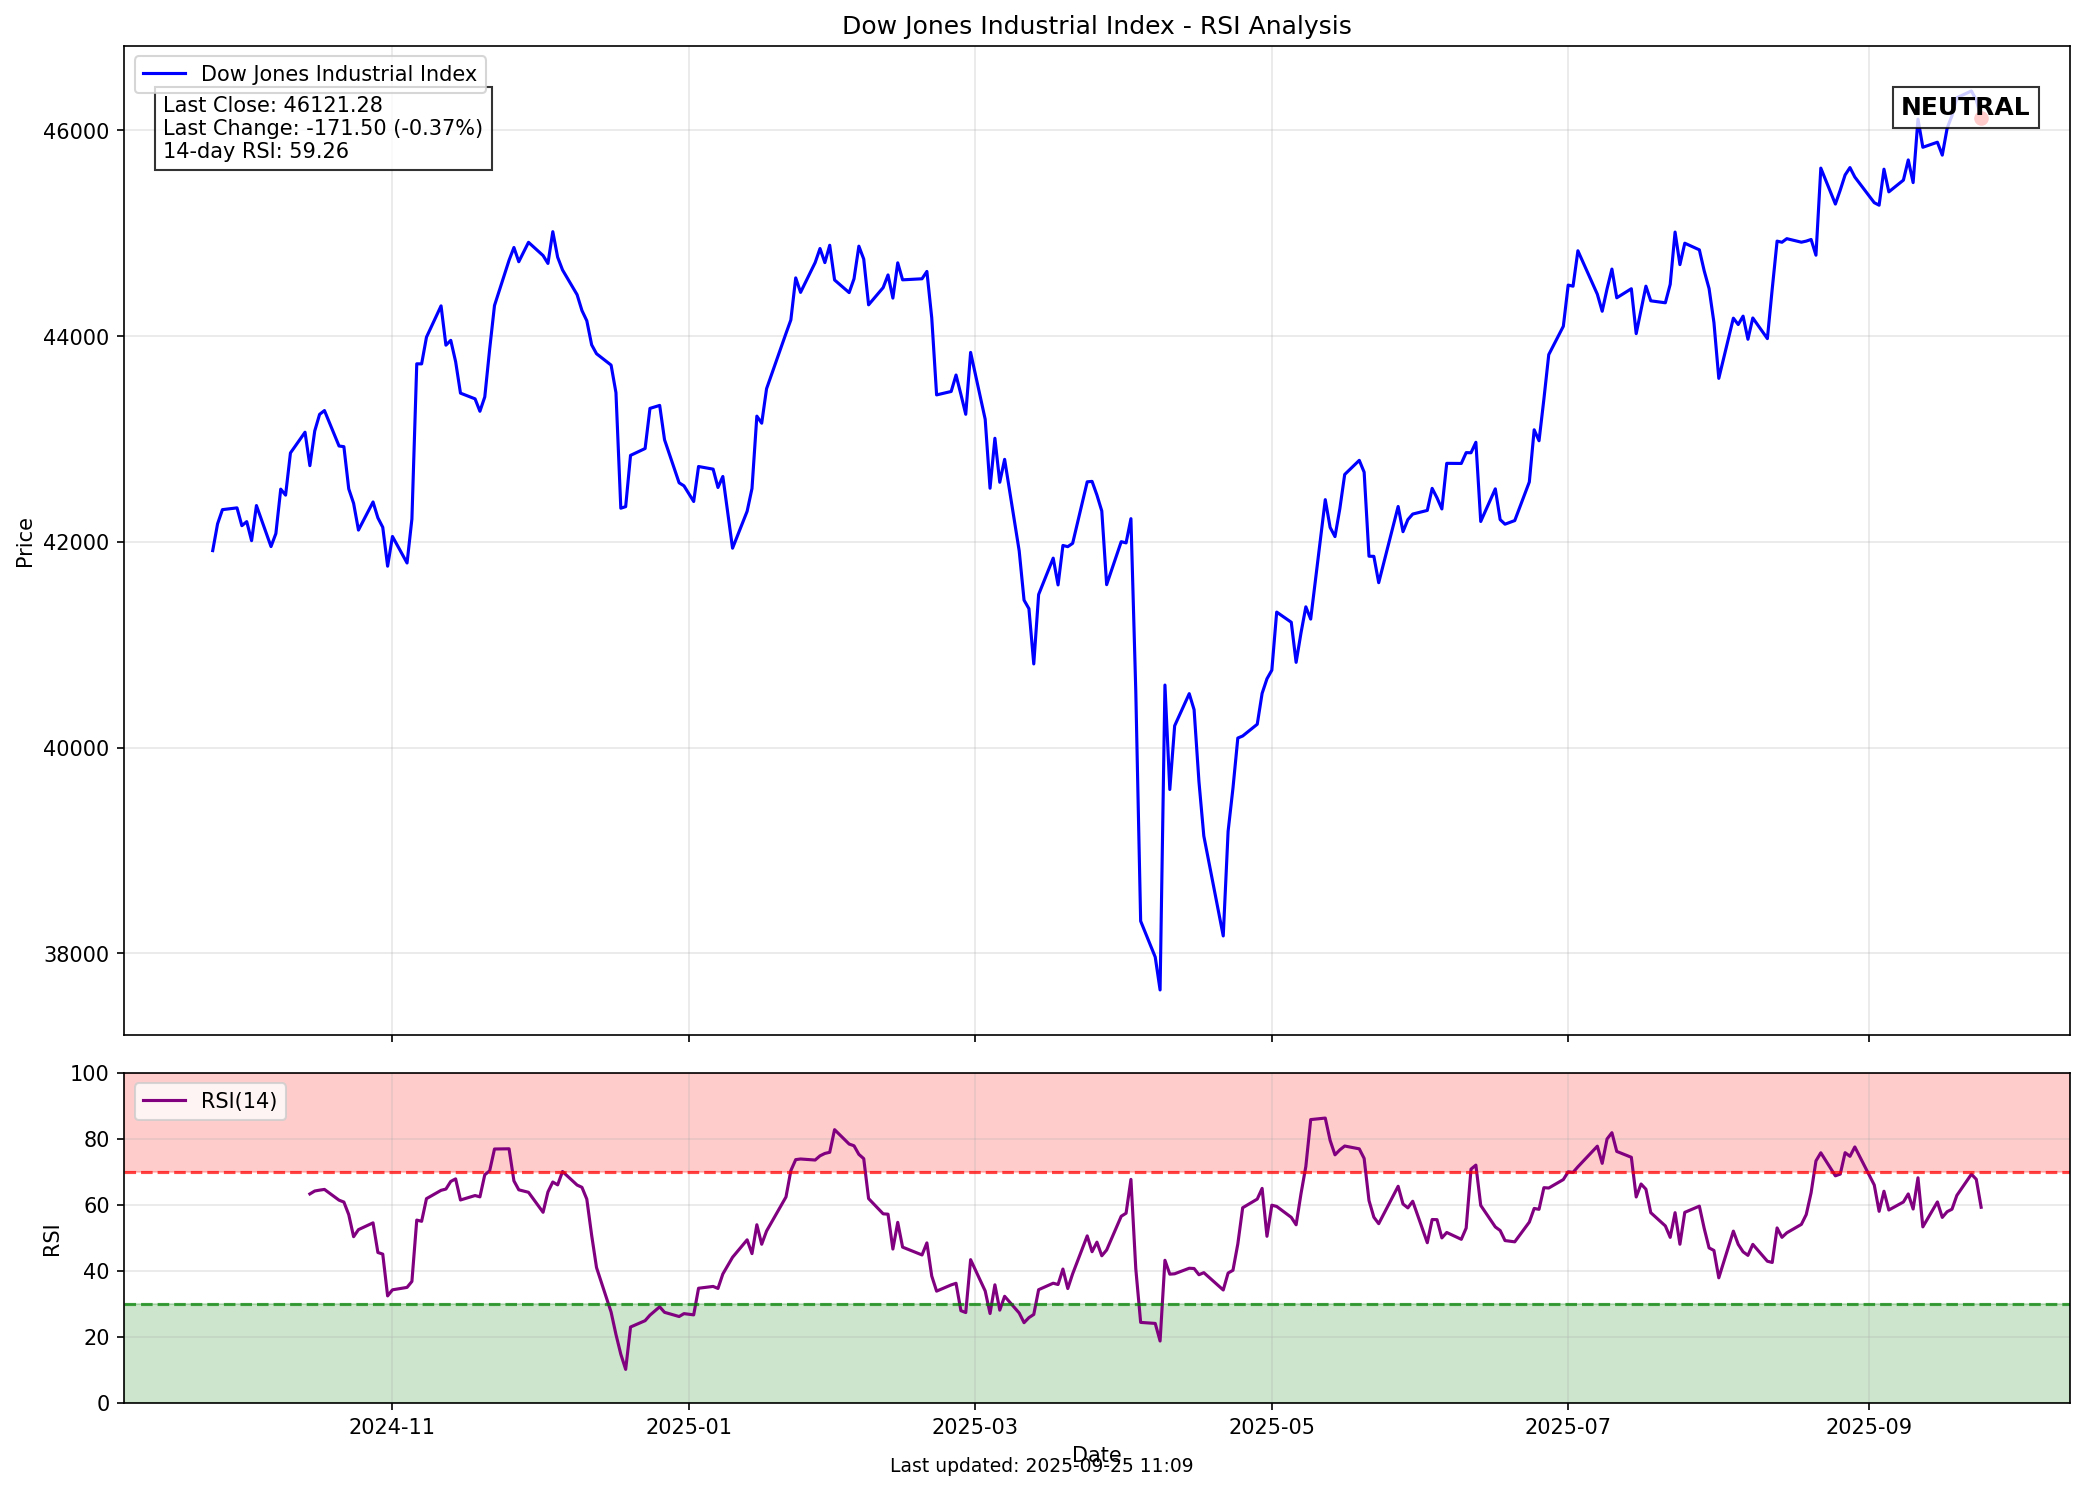 Dow Jones Industrial Index - RSI Analysis
Dow Jones Industrial Index
Last Close: 46121.28
Last Change: -171.50 (-0.37%)
14-day RSI: 59.26
NEUTRAL
Price
46000
44000
42000
40000
38000
RSI(14)
RSI
100
80
60
40
20
0
2024-11
2025-01
2025-03
2025-05
2025-07
2025-09
Date
Last updated: 2025-09-25 11:09